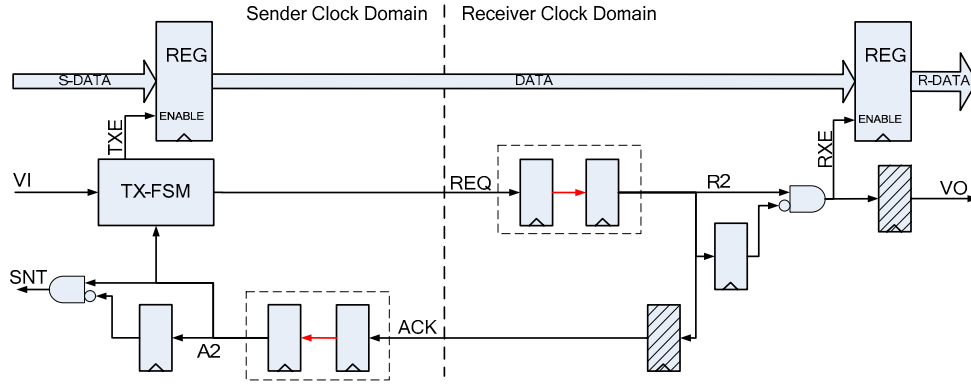 Sender Clock Domain
Receiver Clock Domain
REG
REG
S-DATA
DATA
R-DATA
ENABLE
ENABLE
TXE
RXE
VI
TX-FSM
REQ
R2
VO
SNT
A2
ACK